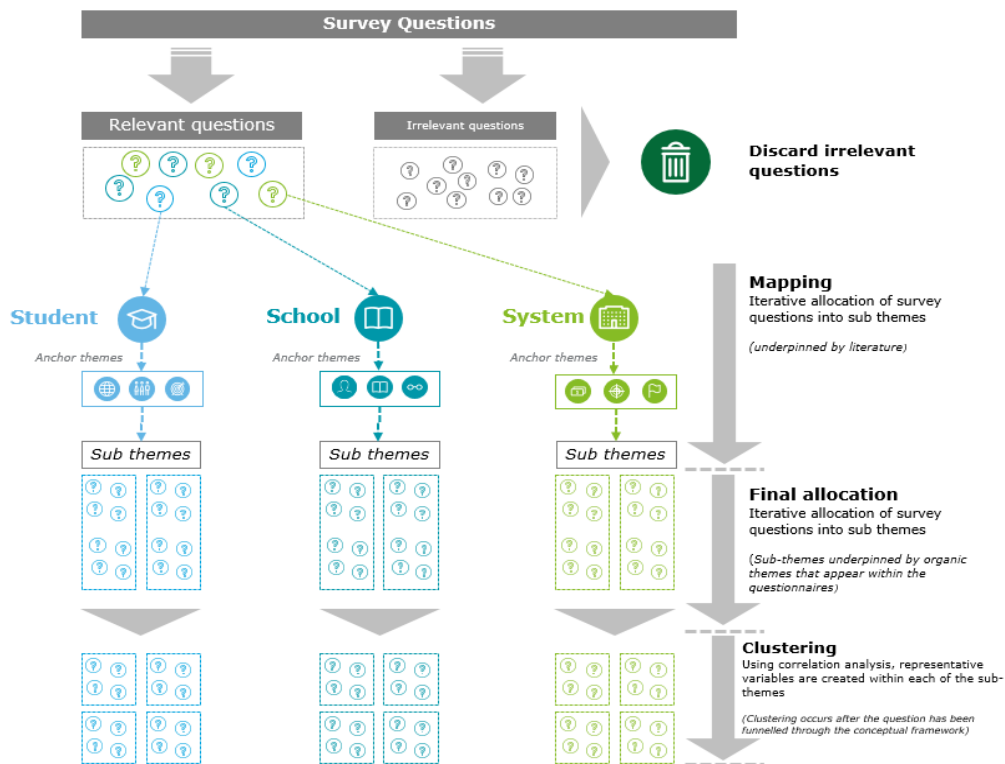 Survey Questions
Relevant questions
Irrelevant questions
Discard irrelevant
questions
Mapping
Iterative allocation of survey
questions into sub themes
(underpinned by literature)
Student
School
System
Anchor themes
Anchor themes
Anchor themes
Sub themes
Sub themes
Sub themes
Final allocation
Iterative allocation of survey
questions into sub themes
(Sub-themes underpinned by organic
themes that appear within the
questionnaires)
Clustering
Using correlation analysis, representative
variables are created within each of the sub-
themes
(Clustering occurs after the question has been
funnelled through the conceptual framework)